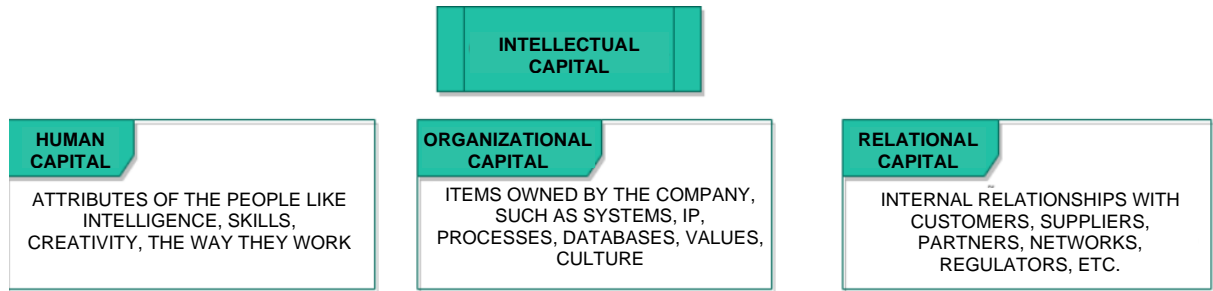 INTELLECTUAL
CAPITAL
HUMAN
CAPITAL
ATTRIBUTES OF THE PEOPLE LIKE
INTELLIGENCE, SKILLS,
CREATIVITY, THE WAY THEY WORK
ORGANIZATIONAL
CAPITAL
ITEMS OWNED BY THE COMPANY,
SUCH AS SYSTEMS, IP,
PROCESSES, DATABASES, VALUES,
CULTURE
RELATIONAL
CAPITAL
INTERNAL RELATIONSHIPS WITH
CUSTOMERS, SUPPLIERS,
PARTNERS, NETWORKS,
REGULATORS, ETC.